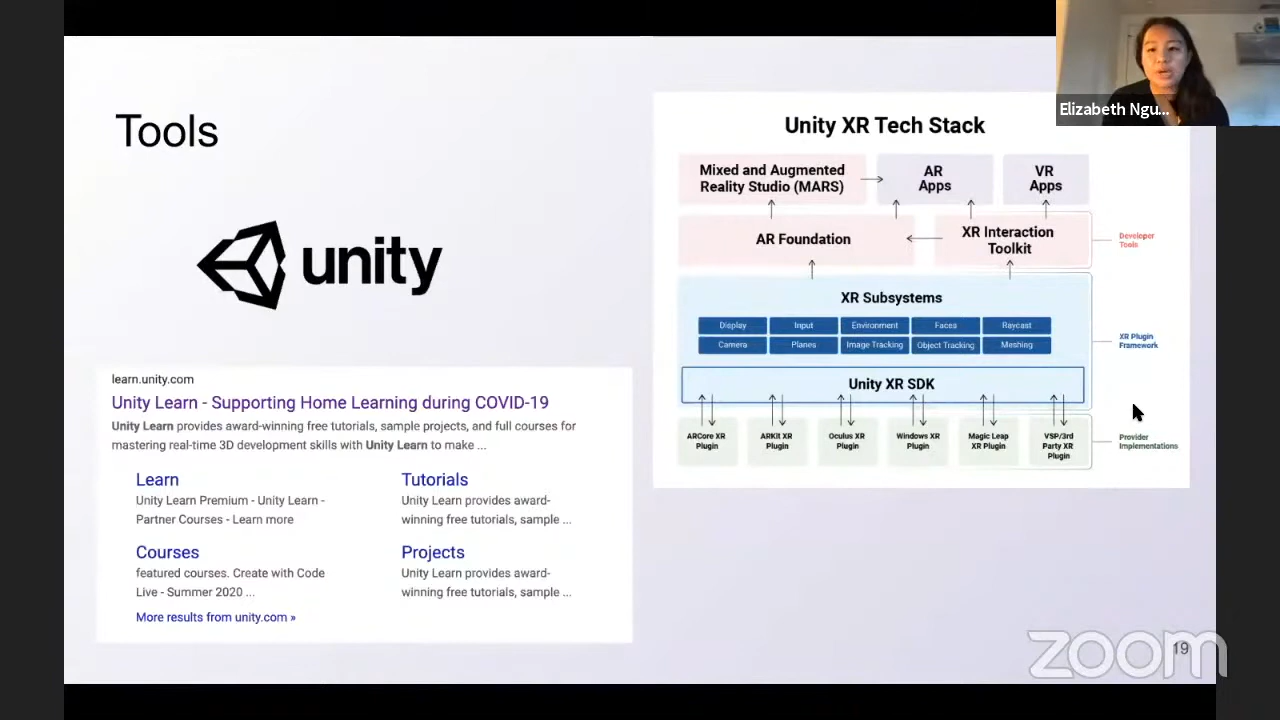 Tools
unity
learn.unity.com
Unity Learn - Supporting Home Learning during COVID-19
Unity Learn provides award-winning free tutorials, sample projects, and full courses for
mastering real-time 3D development skills with Unity Learn to make ...
Learn
Unity Learn Premium - Unity Learn -
Partner Courses - Learn more
Tutorials
Unity Learn provides award-
winning free tutorials, sample ...
Courses
featured courses. Create with Code
Live - Summer 2020 ...
Projects
Unity Learn provides award-
winning free tutorials, sample ...
More results from unity.com »
Unity XR Tech Stack
Mixed and Augmented
Reality Studio (MARS)
AR
Apps
VR
Apps
AR Foundation
XR Interaction
Toolkit
Developer
Tools
XR Subsystems
Display
Input
Environment
Faces
Raycast
Camera
Planes
Image Tracking
Object Tracking
Meshing
XR Plugin
Framework
Unity XR SDK
ARCore XR
Plugin
ARKit XR
Plugin
Oculus XR
Plugin
Windows XR
Plugin
Magic Leap
XR Plugin
VSP/3rd
Party XR
Plugin
Provider
Implementations
Elizabeth Ngu...
zoom
19